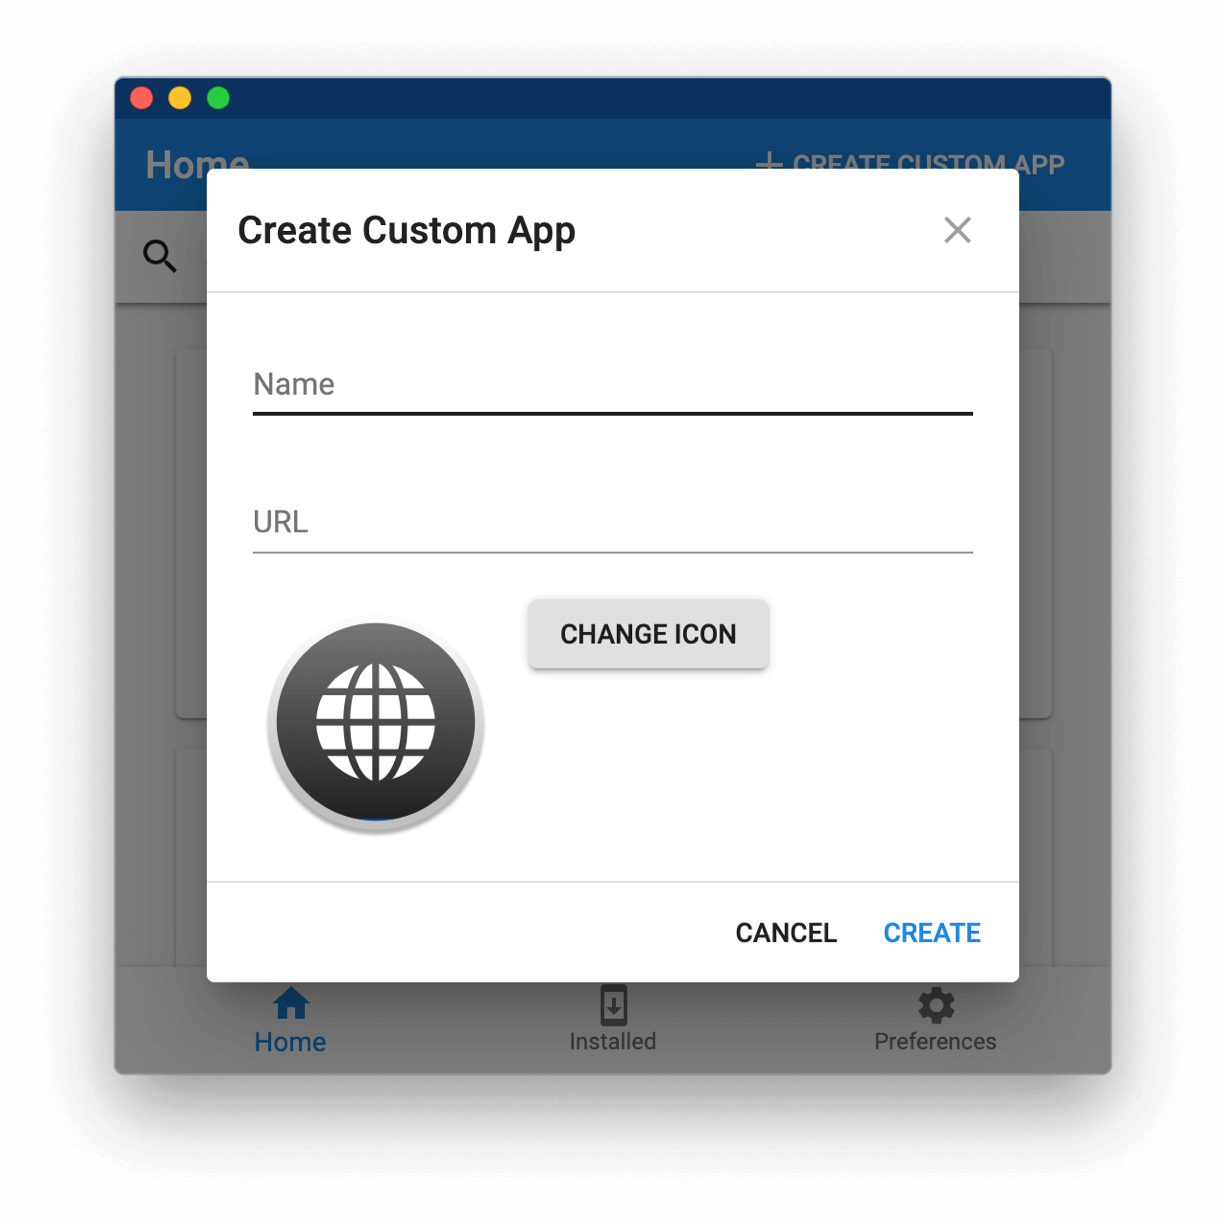 Home
CREATE CUSTOM APP
Create Custom App
Name
URL
CHANGE ICON
CANCEL
CREATE
Home
Installed
Preferences